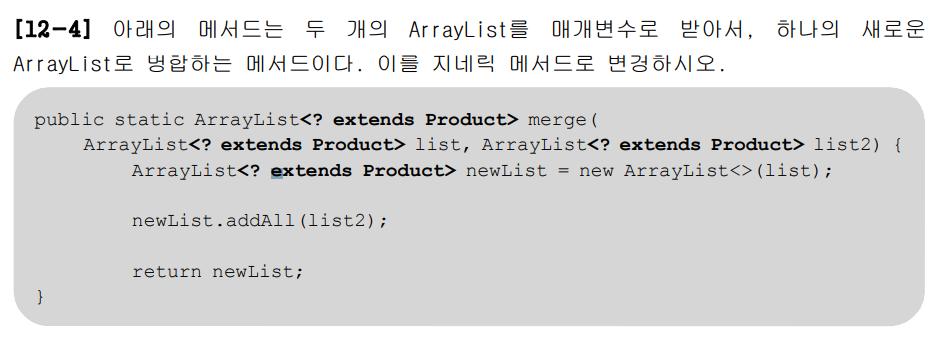 [12-4] 아래의 메서드는 두 개의 ArrayList를 매개변수로 받아서, 하나의 새로운
ArrayList로 병합하는 메서드이다. 이를 지네릭 메서드로 변경하시오.
public static ArrayList<? extends Product> merge(
ArrayList<? extends Product> list, ArrayList<? extends Product> list2) {
ArrayList<? extends Product> newList = new ArrayList<>(list);
newList.addAll(list2);
return newList;
}